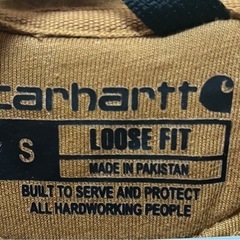 carhartt
S
LOOSE FIT
MADE IN PAKISTAN
BUILT TO SERVE AND PROTECT
ALL HARDWORKING PEOPLE